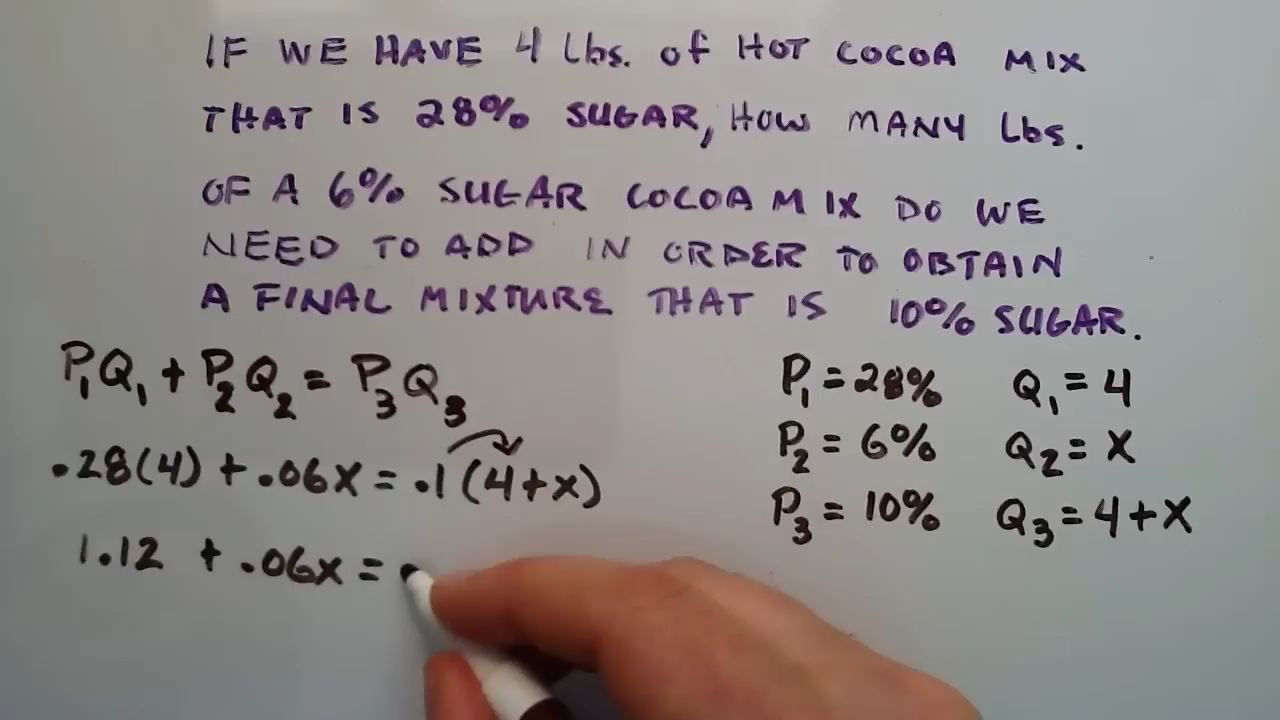 IF WE HAVE 4 Lbs. of HOT COCOA MIX
THAT IS 28% SUGAR, HOW MANY Lbs.
OF A 6% SUGAR COCOA MIX DO WE
NEED TO ADD IN ORDER TO OBTAIN
A FINAL MIXTURE THAT IS 10% SUGAR.
P₁Q₁ + P₂Q₂ = P₃Q₃
.28(4) + .06x = .1(4+x)
1.12 + .06x = .
P₁ = 28% Q₁ = 4
P₂ = 6% Q₂ = x
P₃ = 10% Q₃ = 4+x